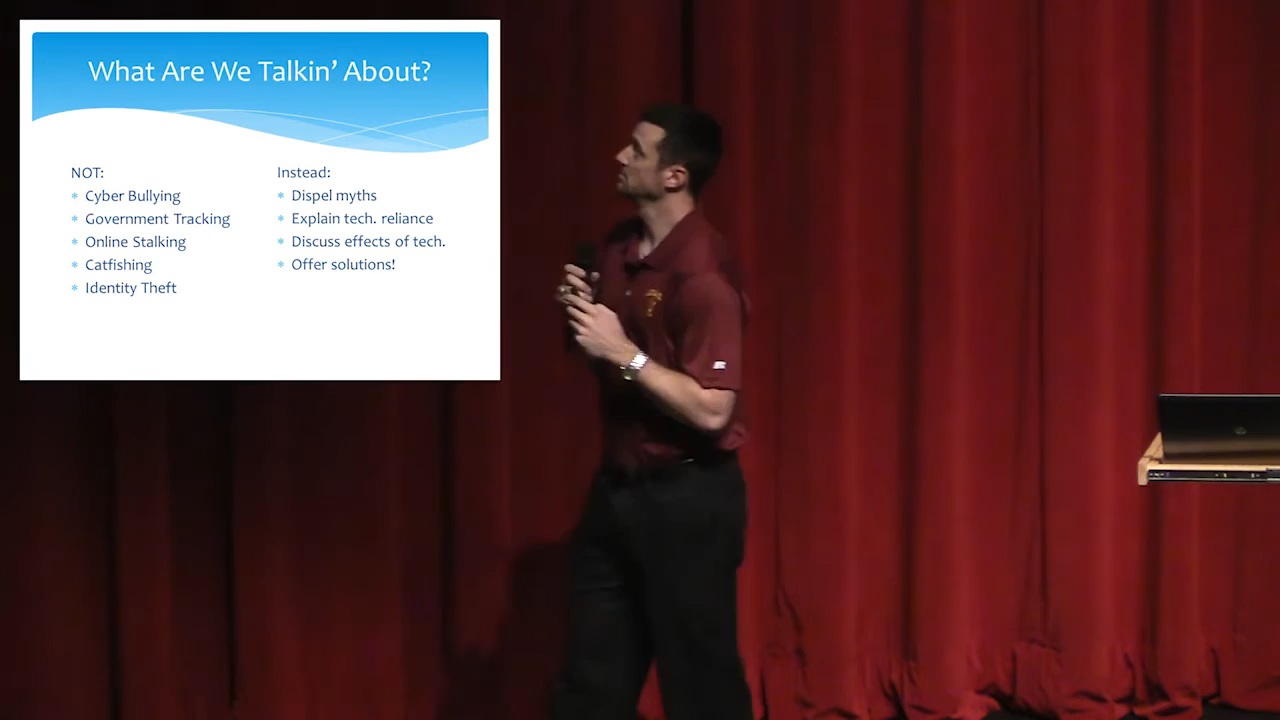 What Are We Talkin' About?
NOT:
* Cyber Bullying
* Government Tracking
* Online Stalking
* Catfishing
* Identity Theft
Instead:
* Dispel myths
* Explain tech. reliance
* Discuss effects of tech.
* Offer solutions!